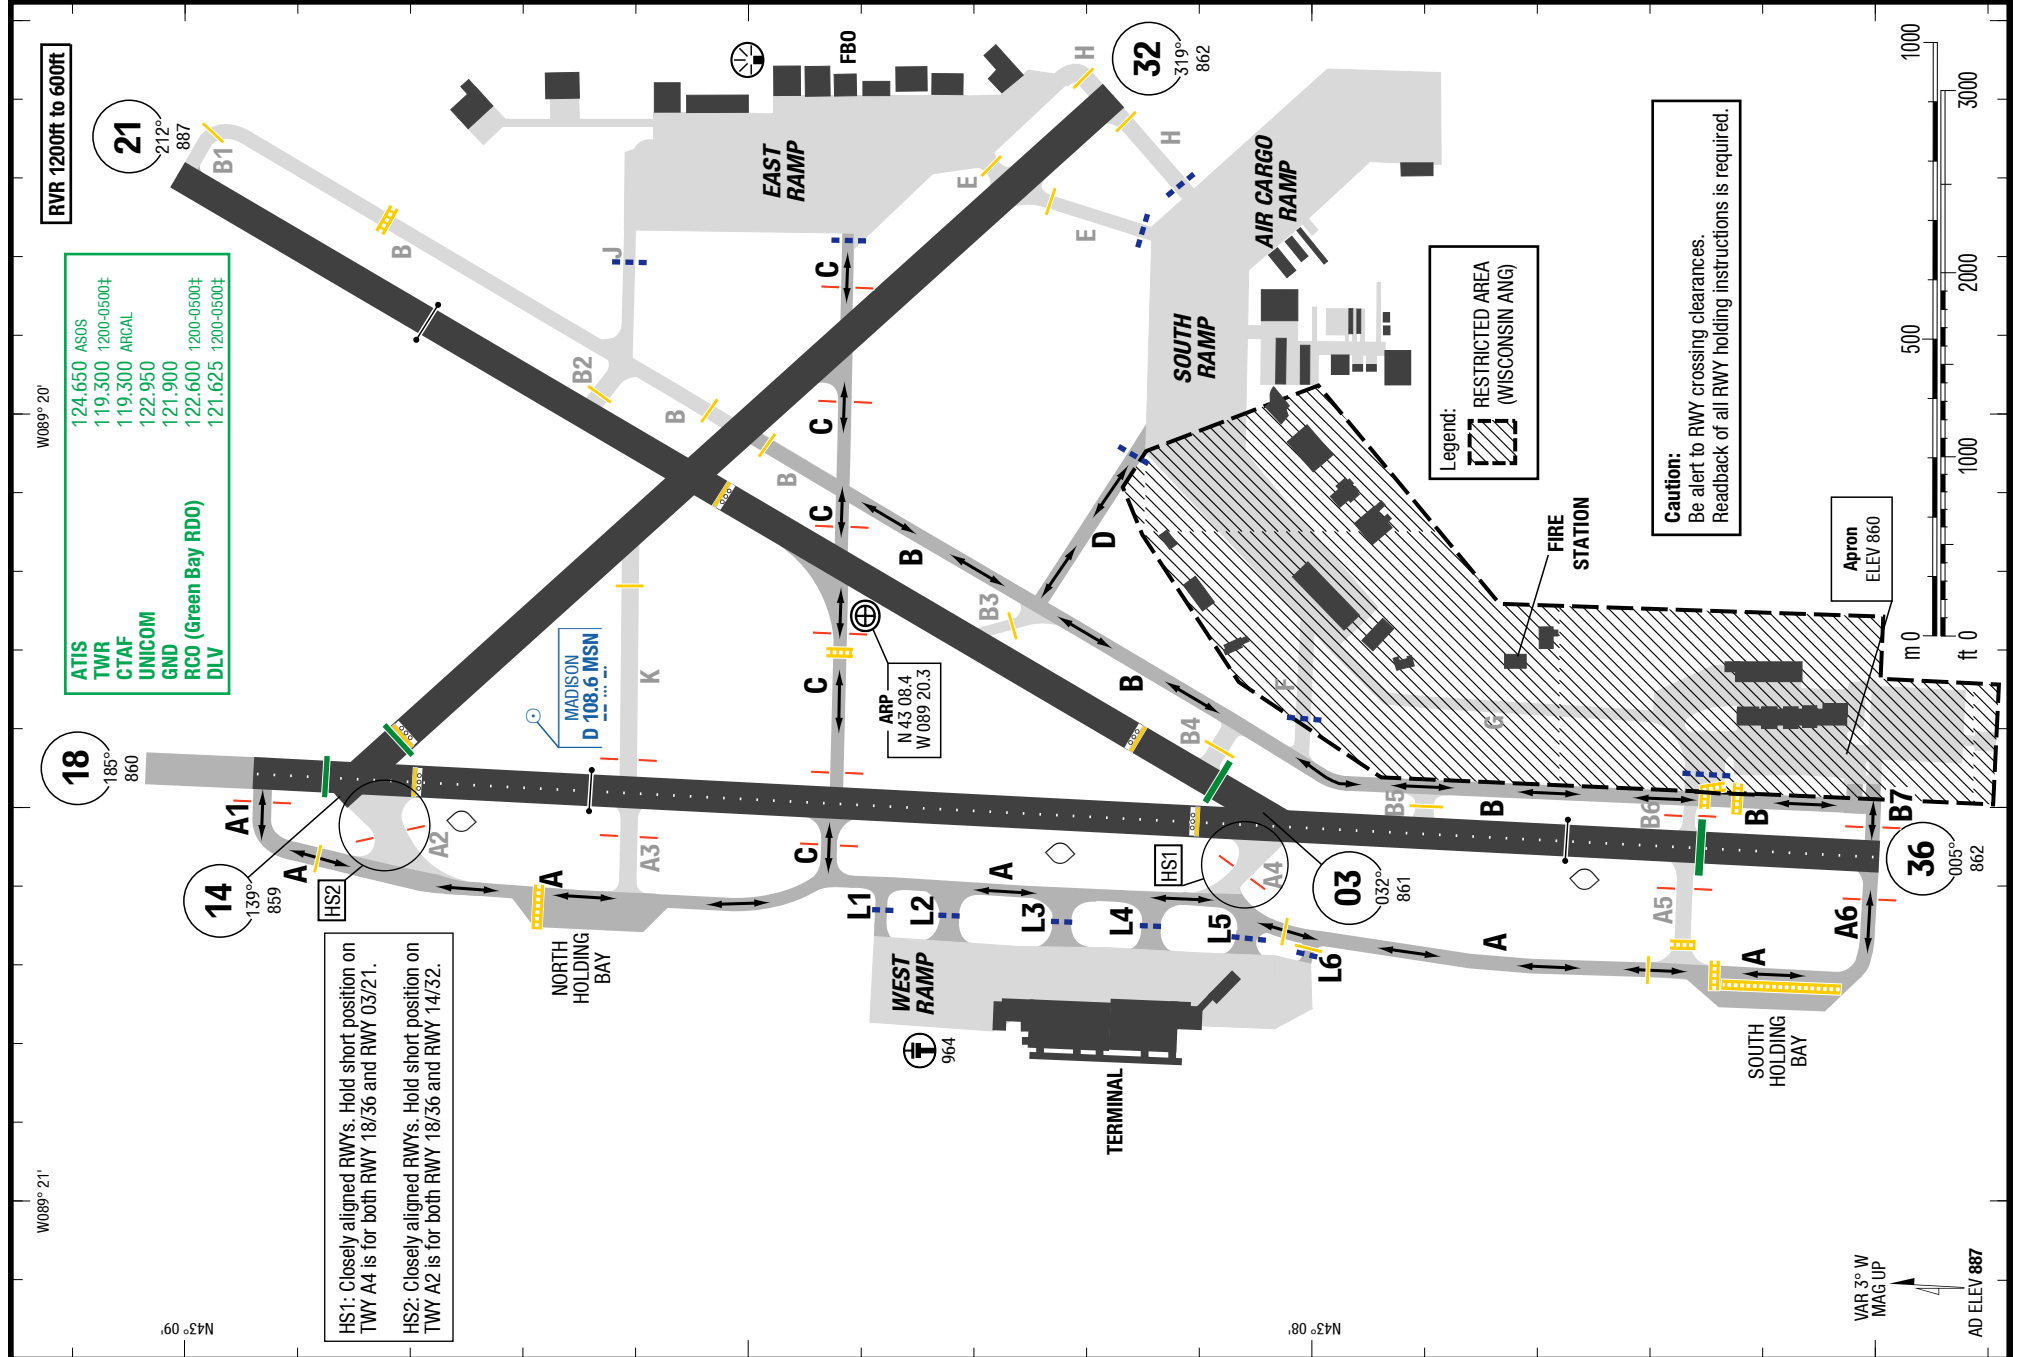 RVR 1200ft to 600ft
ATIS 124.650 ASOS
TWR 119.300 1200-0500‡
CTAF 119.300 ARCAL
UNICOM 122.950
GND 121.900
RCO (Green Bay RDO) 122.600 1200-0500‡
DLV 121.625 1200-0500‡
W089° 20'
W089° 21'
N43° 09'
N43° 08'
21
212°
887
18
185°
860
14
139°
859
32
319°
862
03
032°
861
36
005°
862
HS1: Closely aligned RWYs. Hold short position on
TWY A4 is for both RWY 18/36 and RWY 03/21.
HS2: Closely aligned RWYs. Hold short position on
TWY A2 is for both RWY 18/36 and RWY 14/32.
HS2
HS1
MADISON
D 108.6 MSN
ARP
N 43 08.4
W 089 20.3
B1
B
B2
B
B
B
B3
B
B4
B5
B
B6
B
B7
J
K
C
C
C
C
C
D
E
E
F
G
H
H
A1
A
A2
A
A3
A
A4
A
A5
A
A6
L1
L2
L3
L4
L5
L6
EAST
RAMP
FBO
AIR CARGO
RAMP
SOUTH
RAMP
WEST
RAMP
964
TERMINAL
NORTH
HOLDING
BAY
SOUTH
HOLDING
BAY
FIRE
STATION
Legend:
RESTRICTED AREA
(WISCONSIN ANG)
Caution:
Be alert to RWY crossing clearances.
Readback of all RWY holding instructions is required.
Apron
ELEV 860
m 0 500 1000
ft 0 1000 2000 3000
VAR 3° W
MAG UP
AD ELEV 887